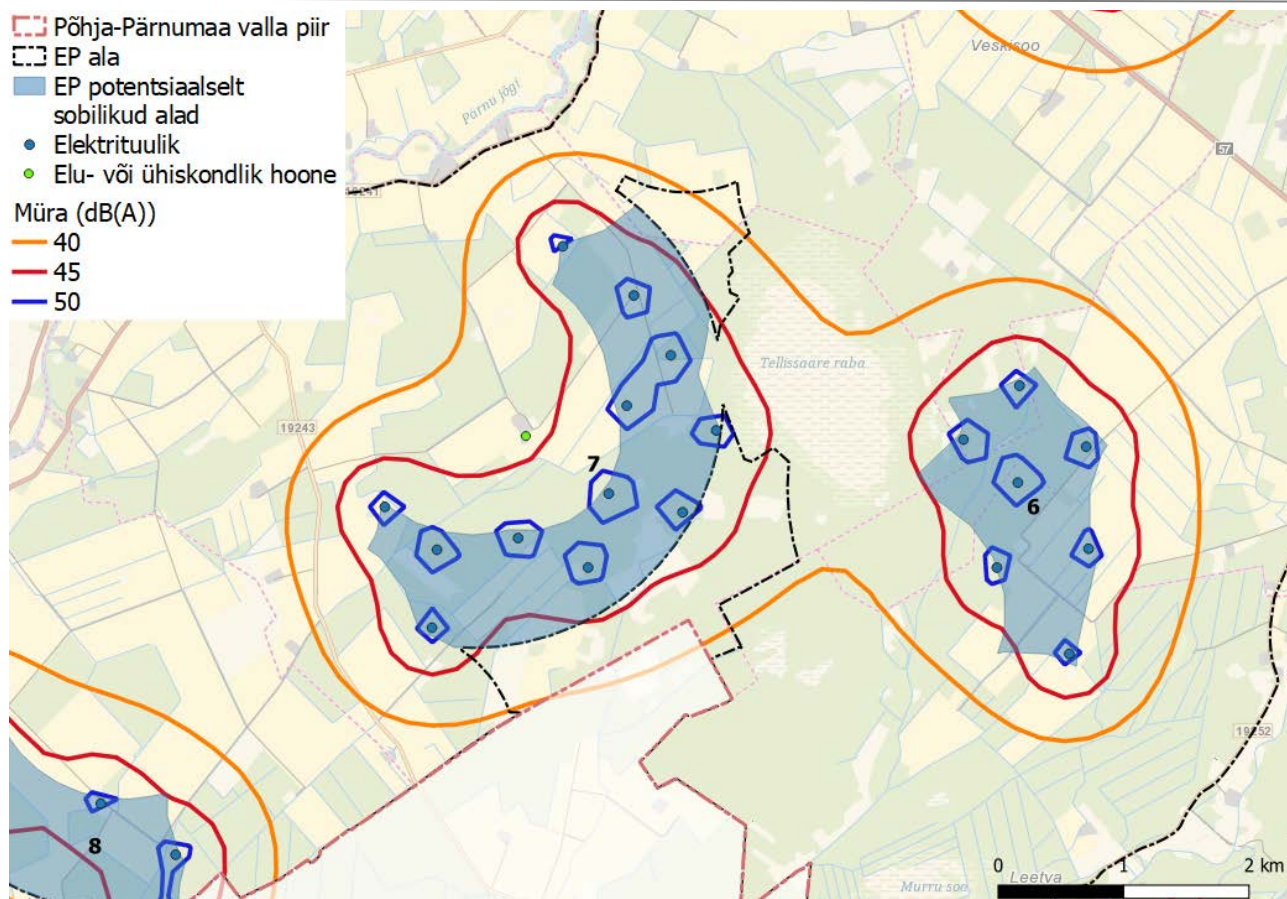 Põhja-Pärnumaa valla piir
EP ala
EP potentsiaalselt
sobilikud alad
Elektrituulik
Elu- või ühiskondlik hoone
Müra (dB(A))
40
45
50
Veskisoo
Pärnu jõgi
57
19241
Tellissaare raba
19243
7
6
19252
8
0 1 2 km
Leetva
Murru soo